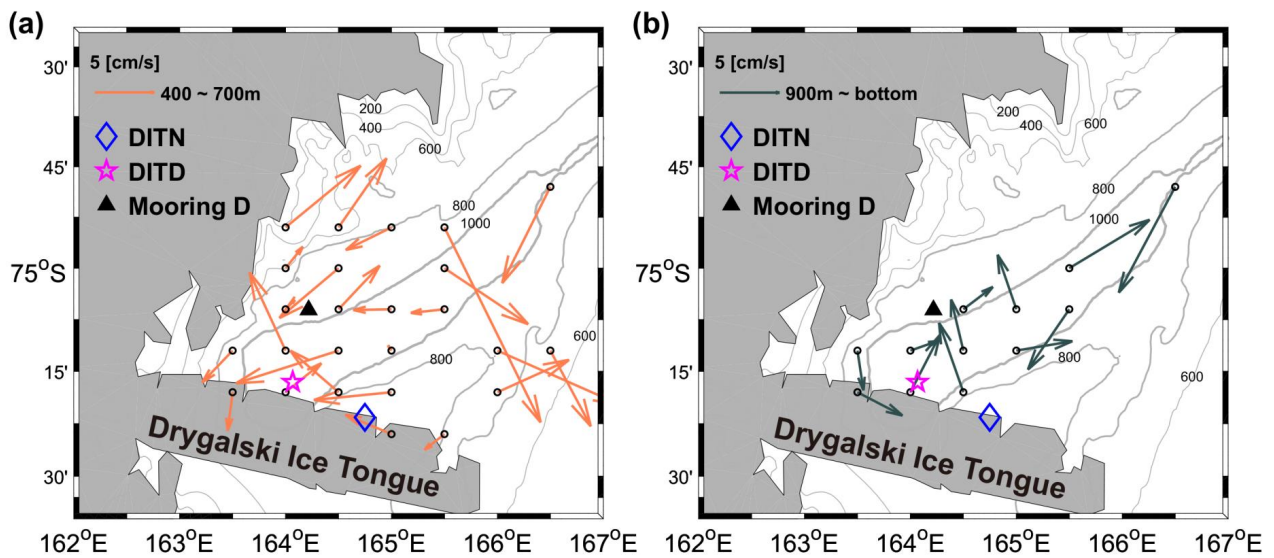 (a)
5 [cm/s]
400 ~ 700m
DITN
DITD
Mooring D
200
400
600
800
1000
800
600
Drygalski Ice Tongue
30'
45'
75°S
15'
30'
162°E 163°E 164°E 165°E 166°E 167°E
(b)
5 [cm/s]
900m ~ bottom
DITN
DITD
Mooring D
200
400
600
800
1000
800
600
Drygalski Ice Tongue
30'
45'
75°S
15'
30'
162°E 163°E 164°E 165°E 166°E 167°E